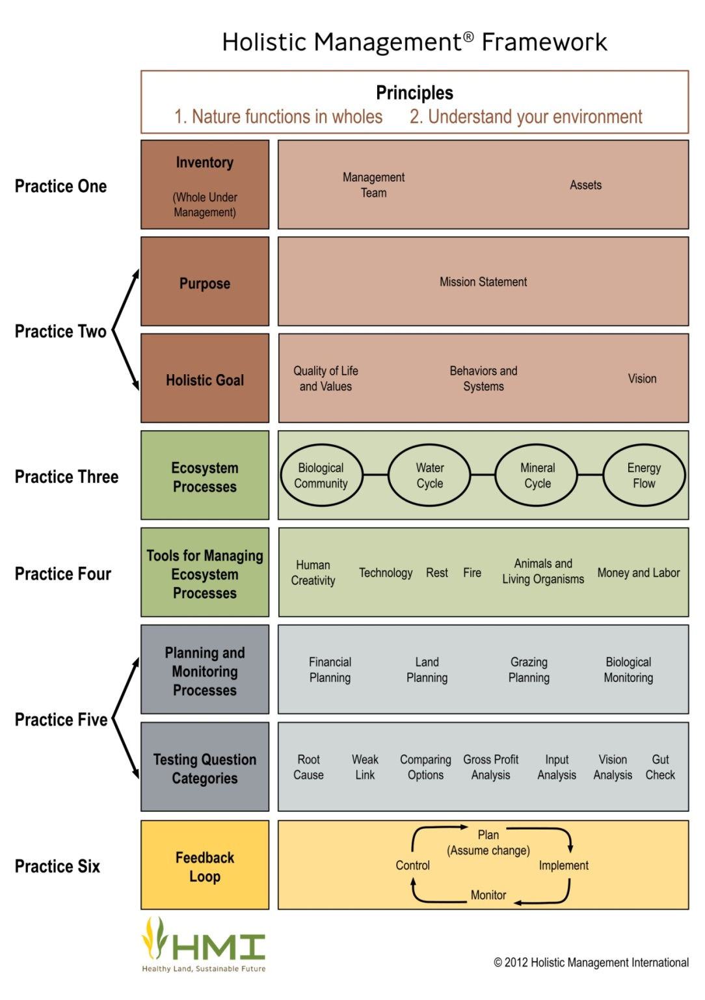 Holistic Management® Framework
Principles
1. Nature functions in wholes 2. Understand your environment
Practice One
Inventory
(Whole Under
Management)
Management
Team
Assets
Practice Two
Purpose
Mission Statement
Holistic Goal
Quality of Life
and Values
Behaviors and
Systems
Vision
Practice Three
Ecosystem
Processes
Biological
Community
Water
Cycle
Mineral
Cycle
Energy
Flow
Practice Four
Tools for Managing
Ecosystem
Processes
Human
Creativity
Technology
Rest
Fire
Animals and
Living Organisms
Money and Labor
Practice Five
Planning and
Monitoring
Processes
Financial
Planning
Land
Planning
Grazing
Planning
Biological
Monitoring
Testing Question
Categories
Root
Cause
Weak
Link
Comparing
Options
Gross Profit
Analysis
Input
Analysis
Vision
Analysis
Gut
Check
Practice Six
Feedback
Loop
Plan
(Assume change)
Implement
Monitor
Control
HMI
Healthy Land, Sustainable Future
© 2012 Holistic Management International